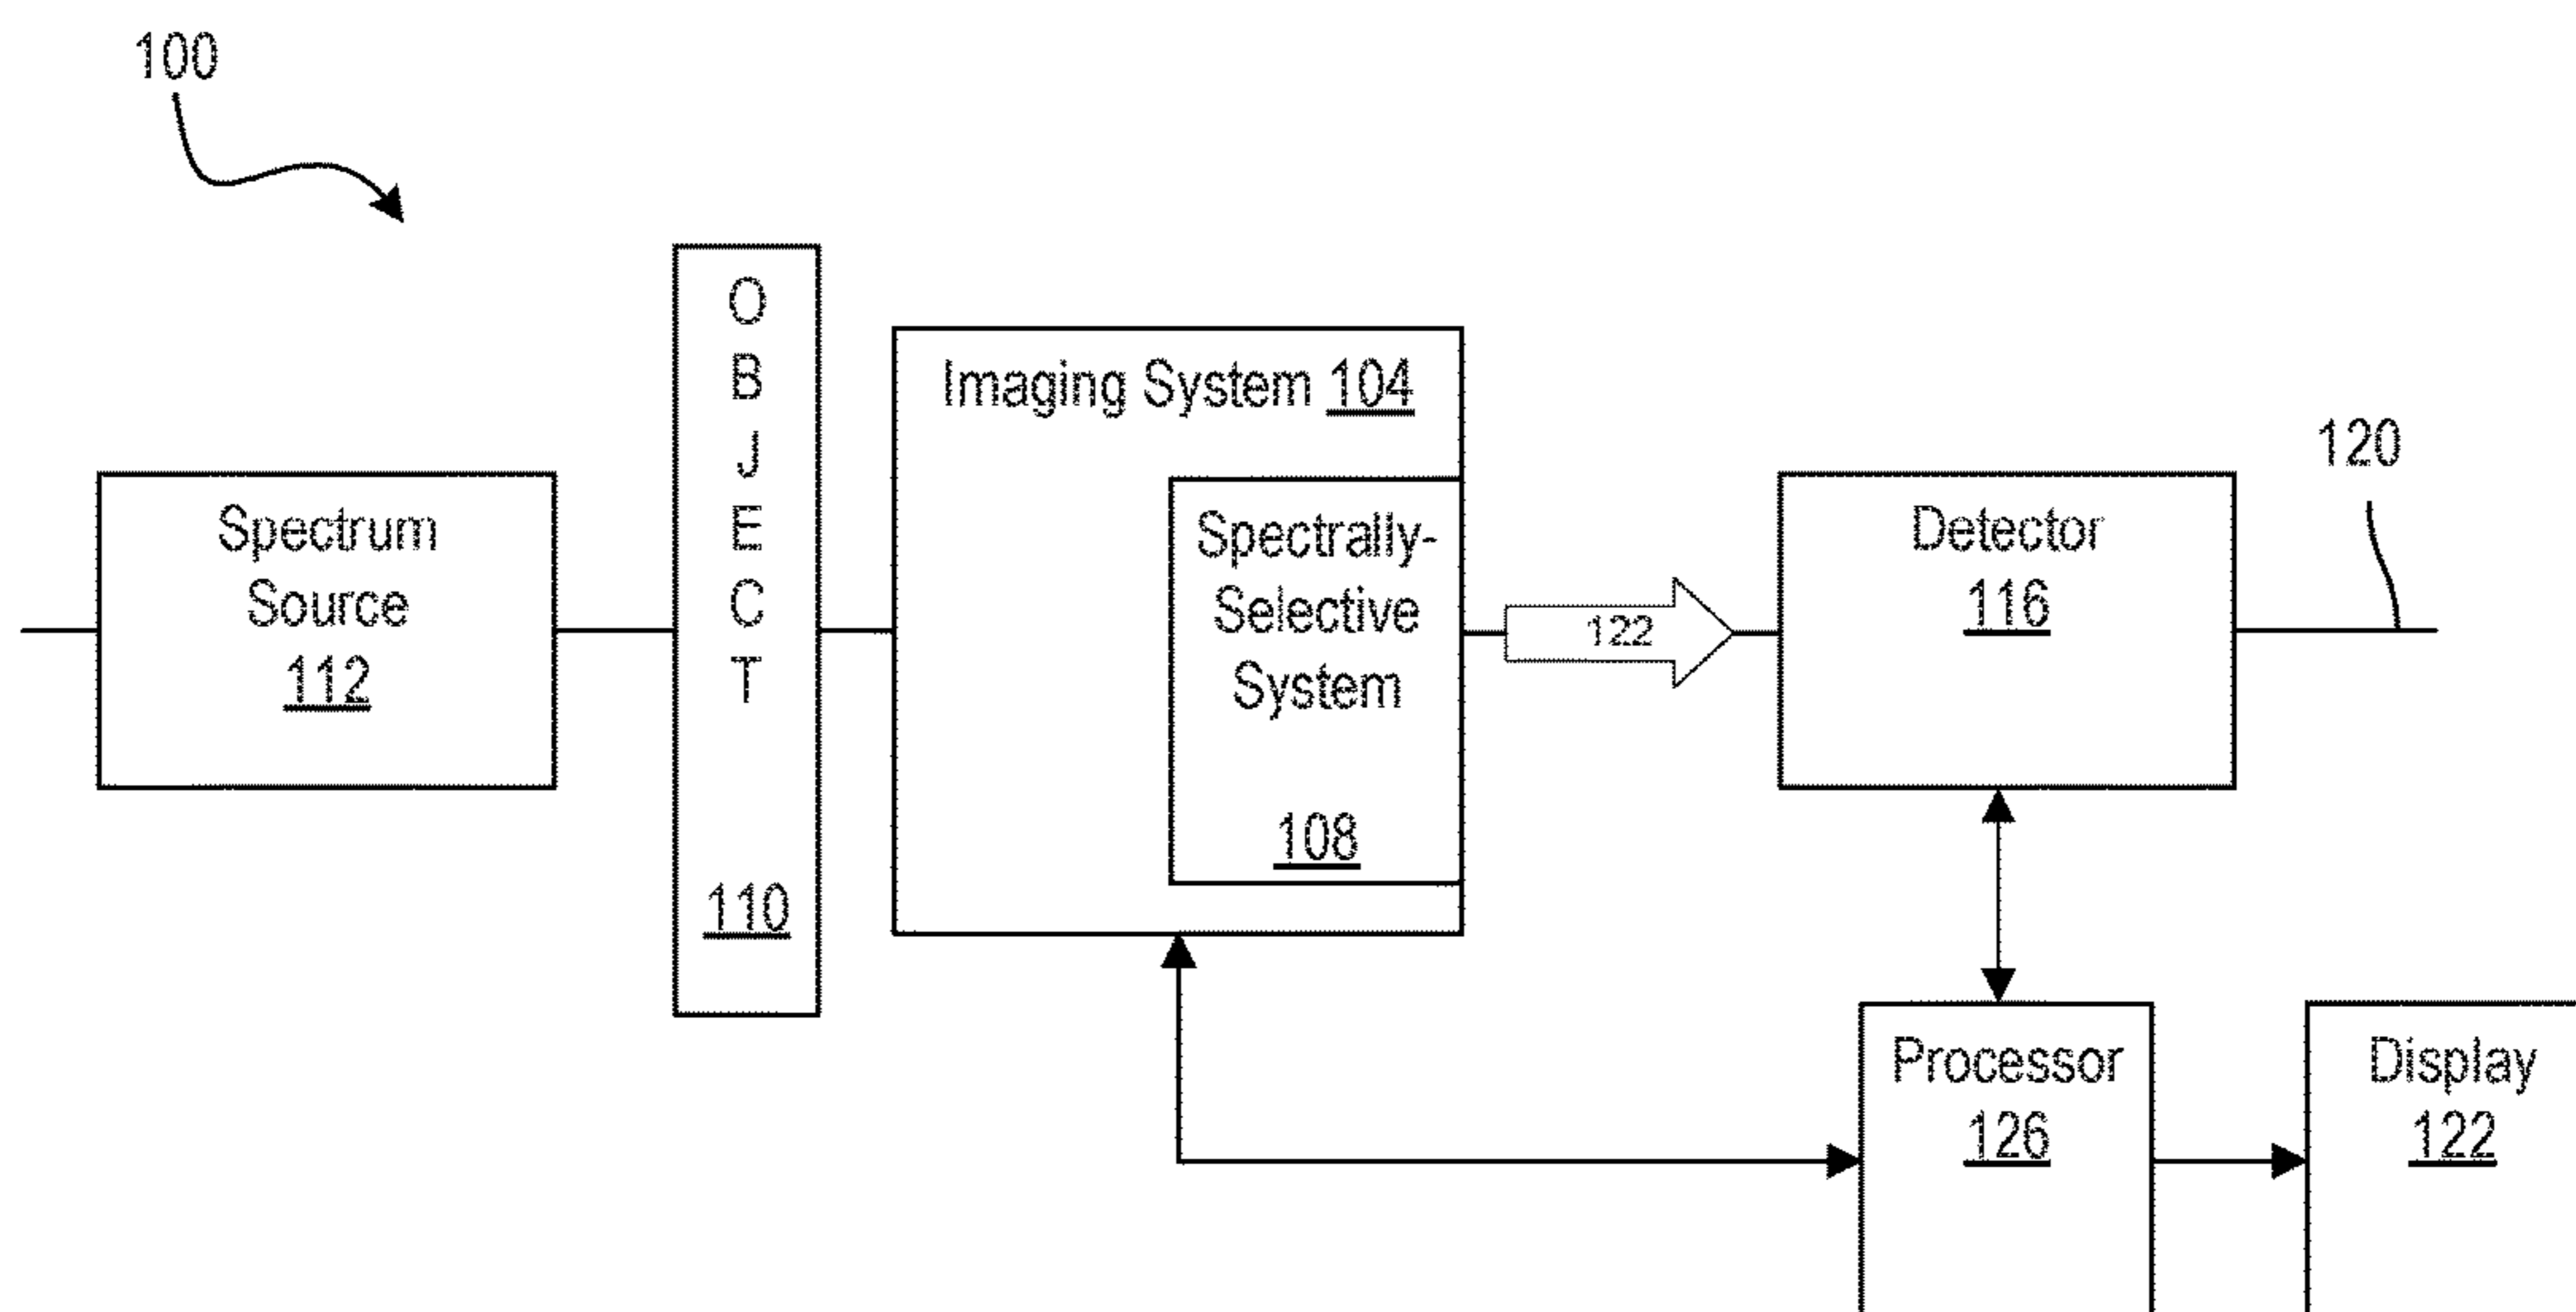 100
O
B
J
E
C
T
110
Imaging System 104
Spectrum
Source
112
Spectrally-
Selective
System
108
122
Detector
116
120
Processor
126
Display
122